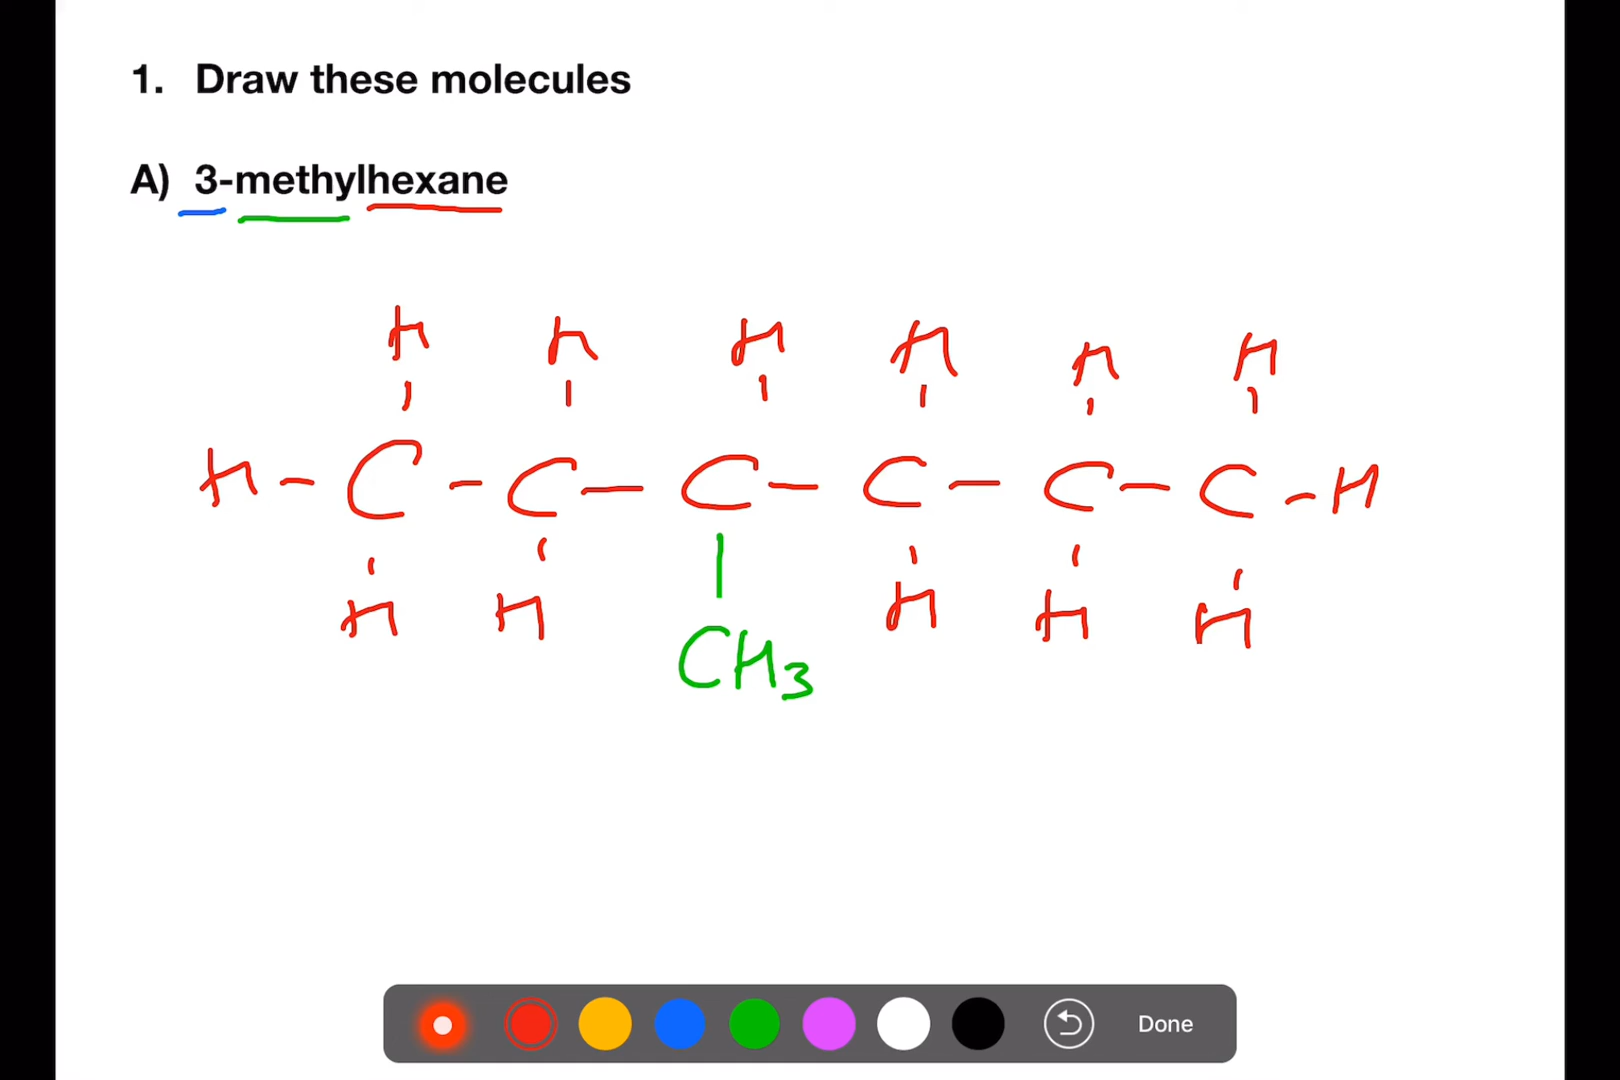 1. Draw these molecules
A) 3-methylhexane
H H H H H H
H - C - C - C - C - C - C - H
H H H H H
CH3
Done